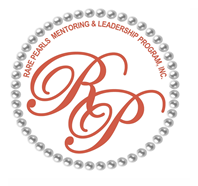 RARE PEARLS MENTORING & LEADERSHIP PROGRAM, INC.
RP